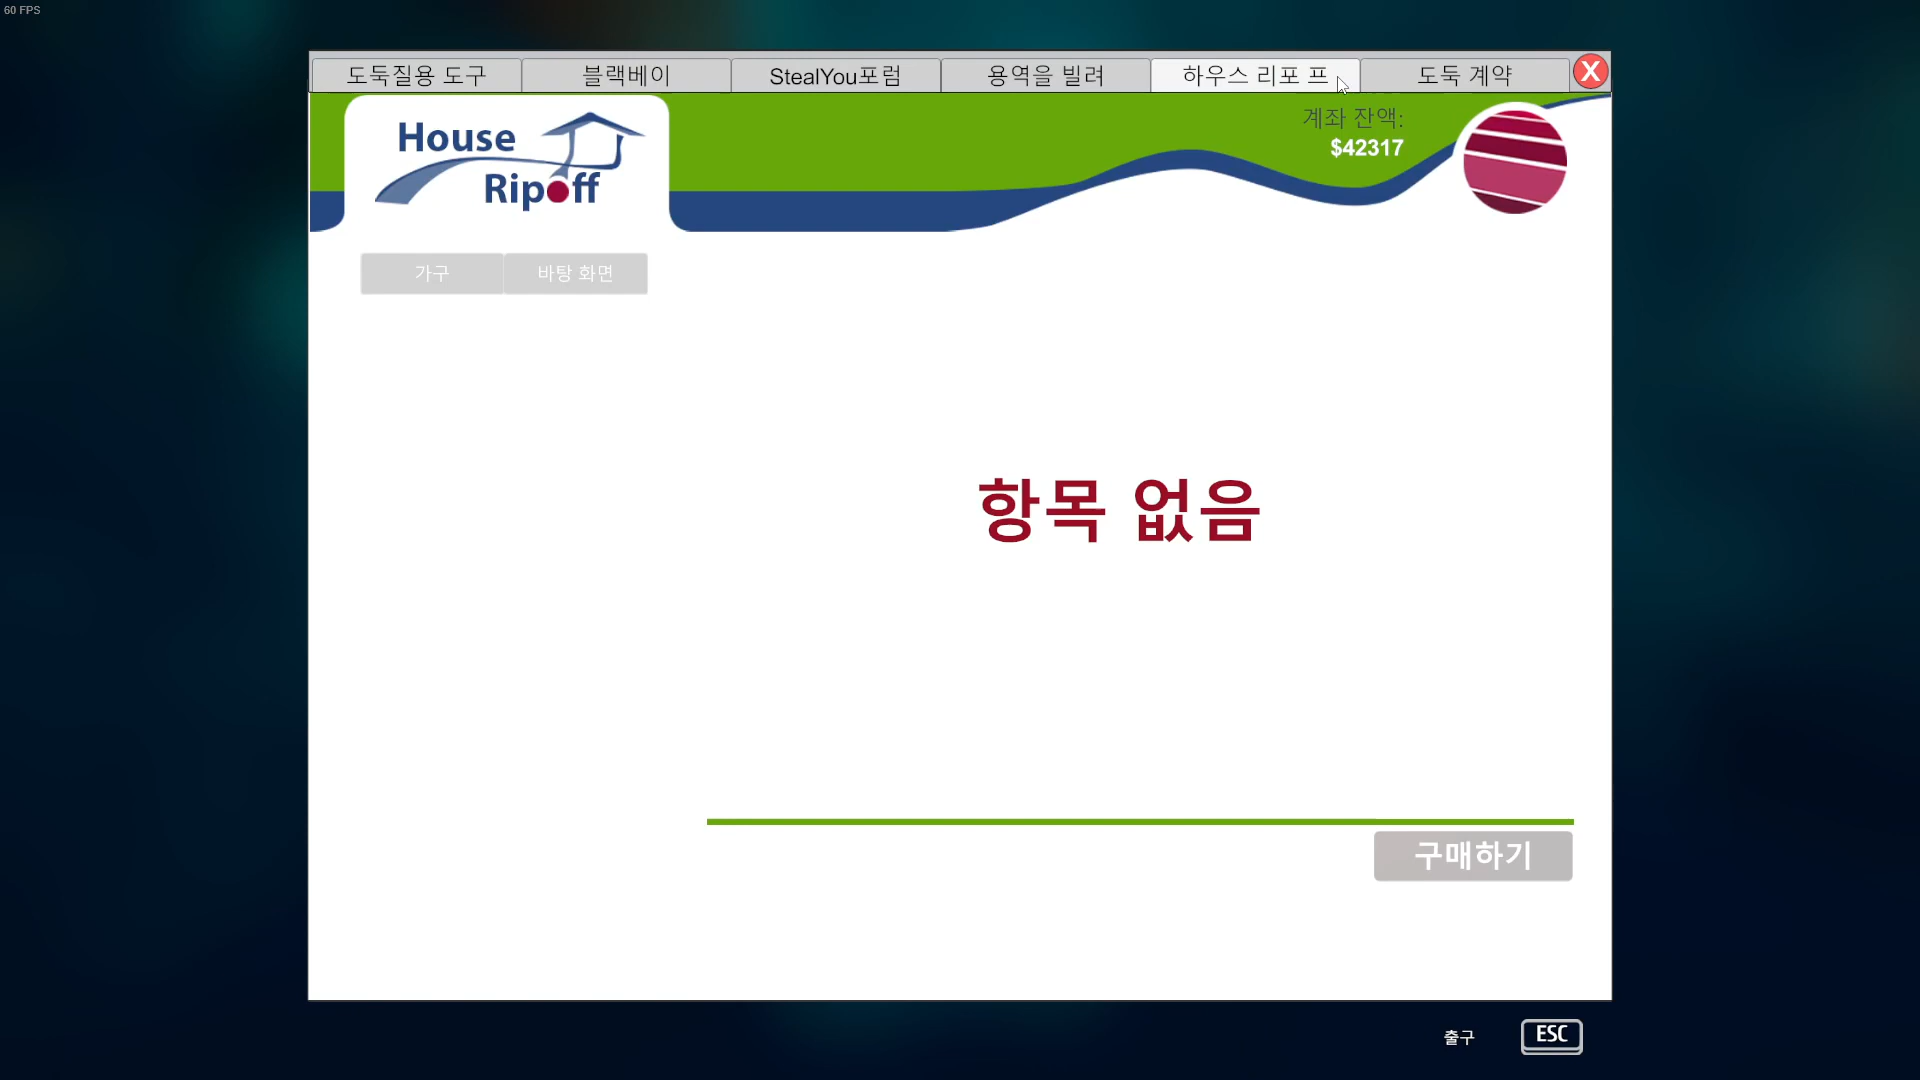 60 FPS
도둑질용 도구
블랙베이
StealYou포럼
용역을 빌려
하우스 리포 프
도둑 계약
X
House
Ripoff
계좌 잔액:
$42317
가구
바탕 화면
항목 없음
구매하기
출구
ESC